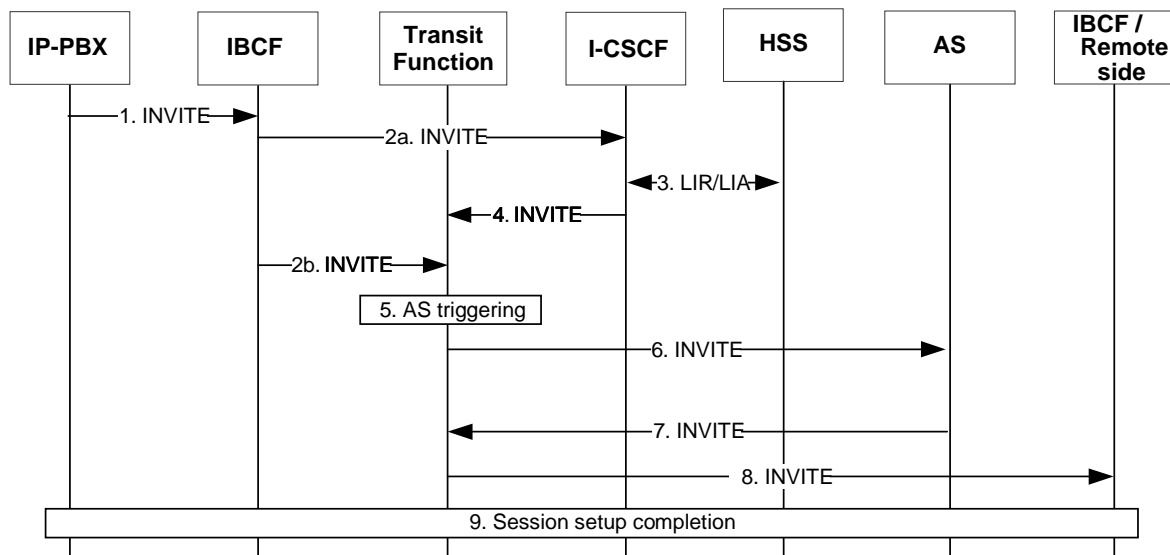 IP-PBX
IBCF
Transit
Function
I-CSCF
HSS
AS
IBCF /
Remote
side
1. INVITE
2a. INVITE
3. LIR/LIA
4. INVITE
2b. INVITE
5. AS triggering
6. INVITE
7. INVITE
8. INVITE
9. Session setup completion